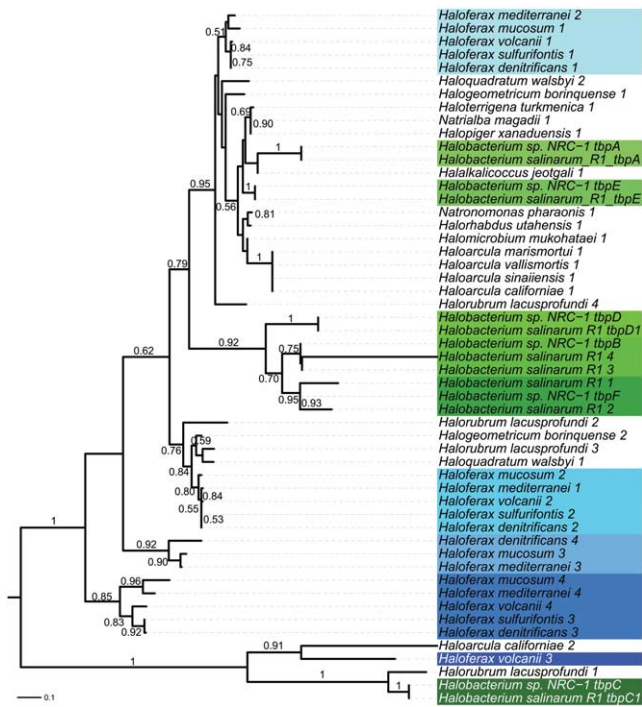 Haloferax mediterranei 2
0.51 Haloferax mucosum 1
0.84 Haloferax volcanii 1
Haloferax sulfurifontis 1
0.75 Haloferax denitrificans 1
Haloquadratum walsbyi 2
Halogeometricum borinquense 1
0.69 Haloterrigena turkmenica 1
0.90 Natrialba magadii 1
Halopiger xanaduensis 1
1 Halobacterium sp. NRC-1 tbpA
Halobacterium salinarum_R1_tbpA
Halalkalicoccus jeotgali 1
0.95 1 Halobacterium sp. NRC-1 tbpE
0.56 Halobacterium salinarum_R1_tbpE
0.81 Natronomonas pharaonis 1
Halorhabdus utahensis 1
Halomicrobium mukohataei 1
Haloarcula marismortui 1
1 Haloarcula vallismortis 1
0.79 Haloarcula sinaiiensis 1
Haloarcula californiae 1
Halorubrum lacusprofundi 4
1 Halobacterium sp. NRC-1 tbpD
Halobacterium salinarum R1 tbpD1
0.92 Halobacterium sp. NRC-1 tbpB
0.62 0.75 Halobacterium salinarum R1 4
Halobacterium salinarum R1 3
0.70 Halobacterium salinarum R1 1
0.95 Halobacterium sp. NRC-1 tbpF
0.93 Halobacterium salinarum R1 2
Halorubrum lacusprofundi 2
0.76 0.59 Halogeometricum borinquense 2
Halorubrum lacusprofundi 3
0.84 Haloquadratum walsbyi 1
Haloferax mucosum 2
0.80 0.84 Haloferax mediterranei 1
Haloferax volcanii 2
0.55 Haloferax sulfurifontis 2
1 0.53 Haloferax denitrificans 2
0.92 Haloferax denitrificans 4
Haloferax mucosum 3
0.90 Haloferax mediterranei 3
0.96 Haloferax mucosum 4
0.85 Haloferax mediterranei 4
Haloferax volcanii 4
0.83 Haloferax sulfurifontis 3
0.92 Haloferax denitrificans 3
0.91 Haloarcula californiae 2
1 Haloferax volcanii 3
Halorubrum lacusprofundi 1
1 Halobacterium sp. NRC-1 tbpC
0.1 1 Halobacterium salinarum R1 tbpC1